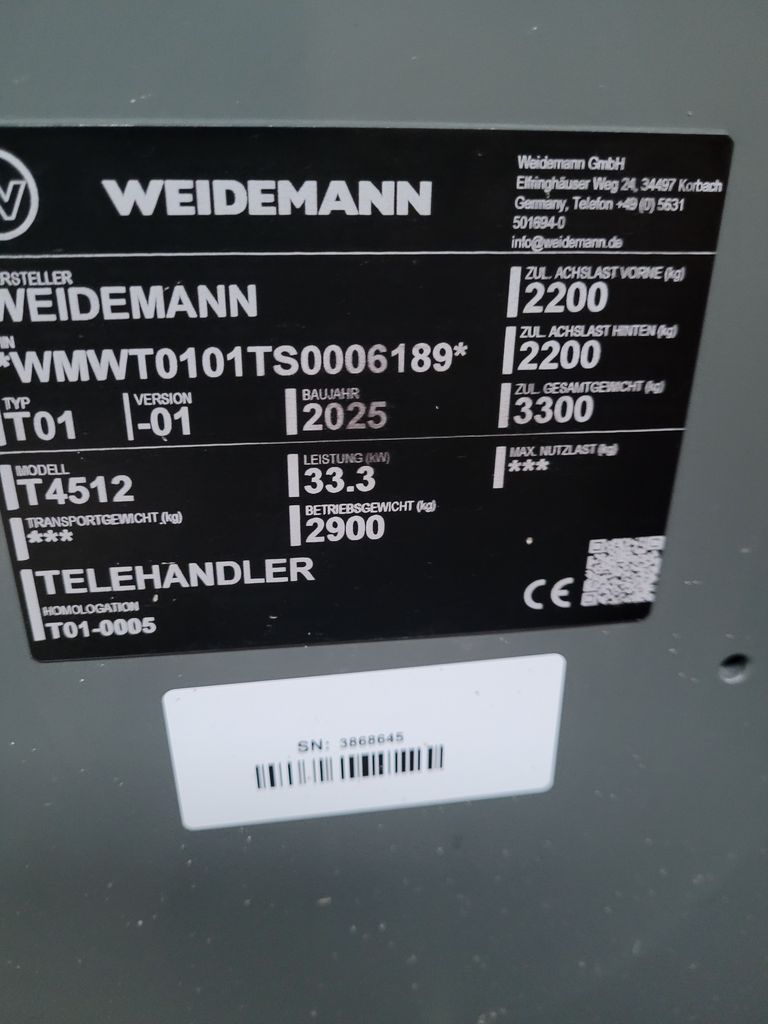 WEIDEMANN
Weidemann GmbH
Elfringhäuser Weg 24, 34497 Korbach
Germany, Telefon +49 (0) 5631
501694-0
info@weidemann.de
RSTELLER
WEIDEMANN
IN
*WMWT0101TS0006189*
TYP
T01
VERSION
-01
BAUJAHR
2025
ZUL. ACHSLAST VORNE (kg)
2200
ZUL. ACHSLAST HINTEN (kg)
2200
ZUL. GESAMTGEWICHT (kg)
3300
MODELL
T4512
LEISTUNG (kW)
33.3
MAX. NUTZLAST (kg)
***
TRANSPORTGEWICHT (kg)
***
BETRIEBSGEWICHT (kg)
2900
TELEHANDLER
HOMOLOGATION
T01-0005
CE
SN: 3868645